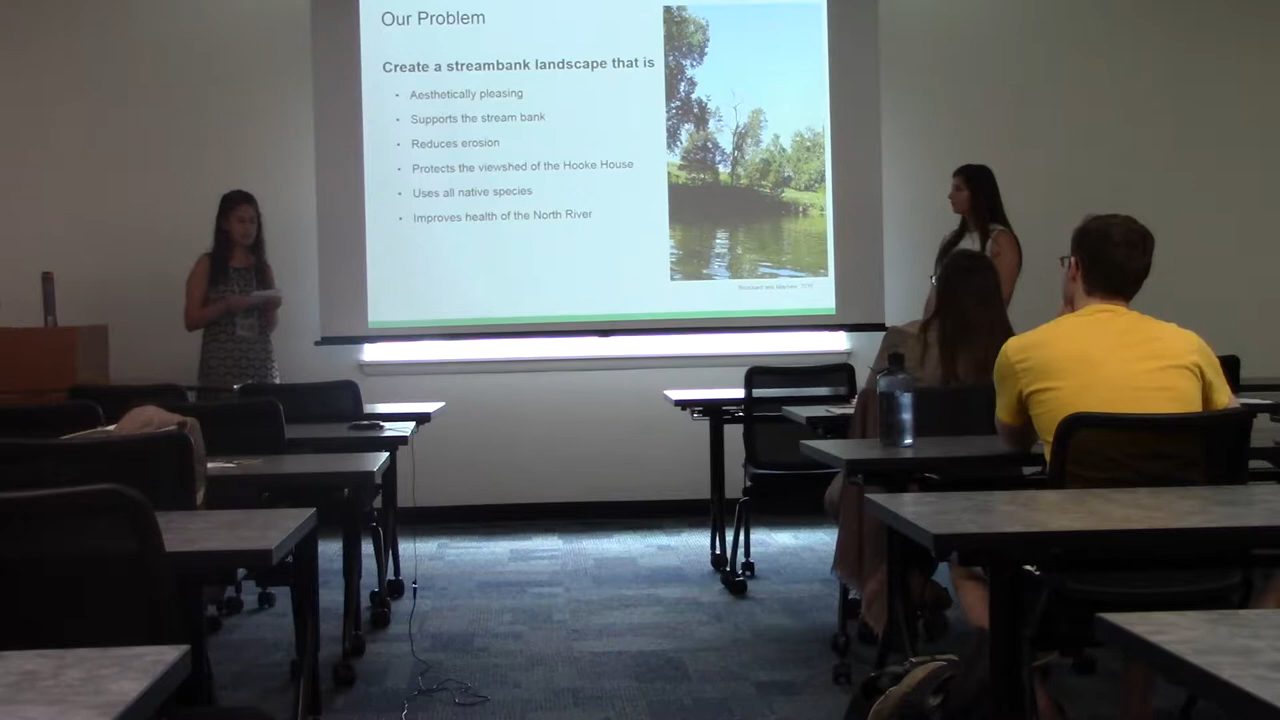 Our Problem
Create a streambank landscape that is
• Aesthetically pleasing
• Supports the stream bank
• Reduces erosion
• Protects the viewshed of the Hooke House
• Uses all native species
• Improves health of the North River